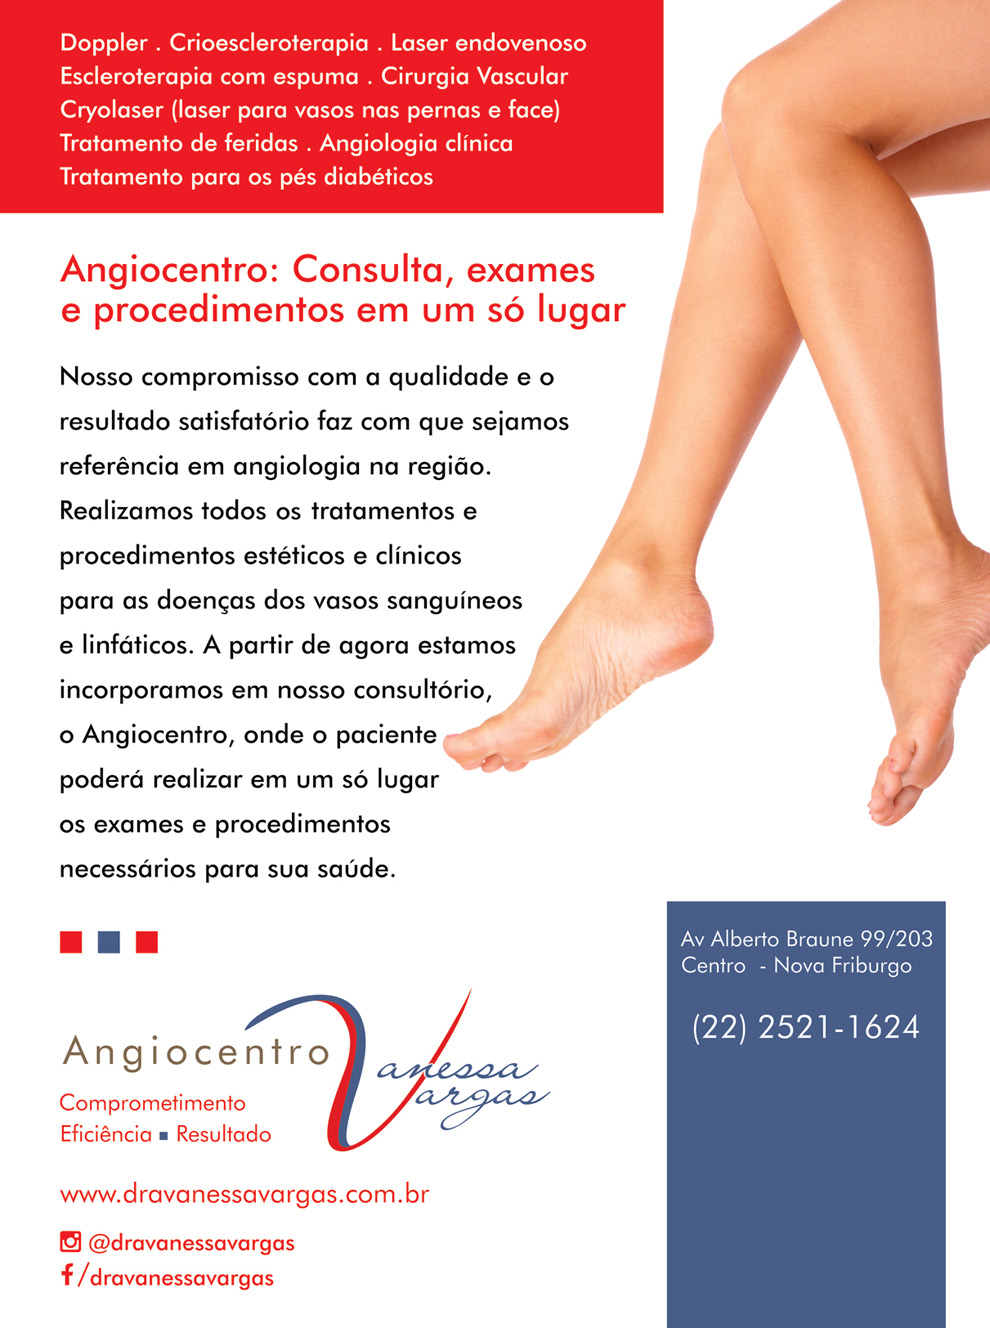 Doppler . Crioescleroterapia . Laser endovenoso
Escleroterapia com espuma . Cirurgia Vascular
Cryolaser (laser para vasos nas pernas e face)
Tratamento de feridas . Angiologia clínica
Tratamento para os pés diabéticos
Angiocentro: Consulta, exames
e procedimentos em um só lugar
Nosso compromisso com a qualidade e o
resultado satisfatório faz com que sejamos
referência em angiologia na região.
Realizamos todos os tratamentos e
procedimentos estéticos e clínicos
para as doenças dos vasos sanguíneos
e linfáticos. A partir de agora estamos
incorporamos em nosso consultório,
o Angiocentro, onde o paciente
poderá realizar em um só lugar
os exames e procedimentos
necessários para sua saúde.
Av Alberto Braune 99/203
Centro - Nova Friburgo
(22) 2521-1624
Angiocentro
Vanessa
Vargas
Comprometimento
Eficiência ▪ Resultado
www.dravanessavargas.com.br
@dravanessavargas
/dravanessavargas